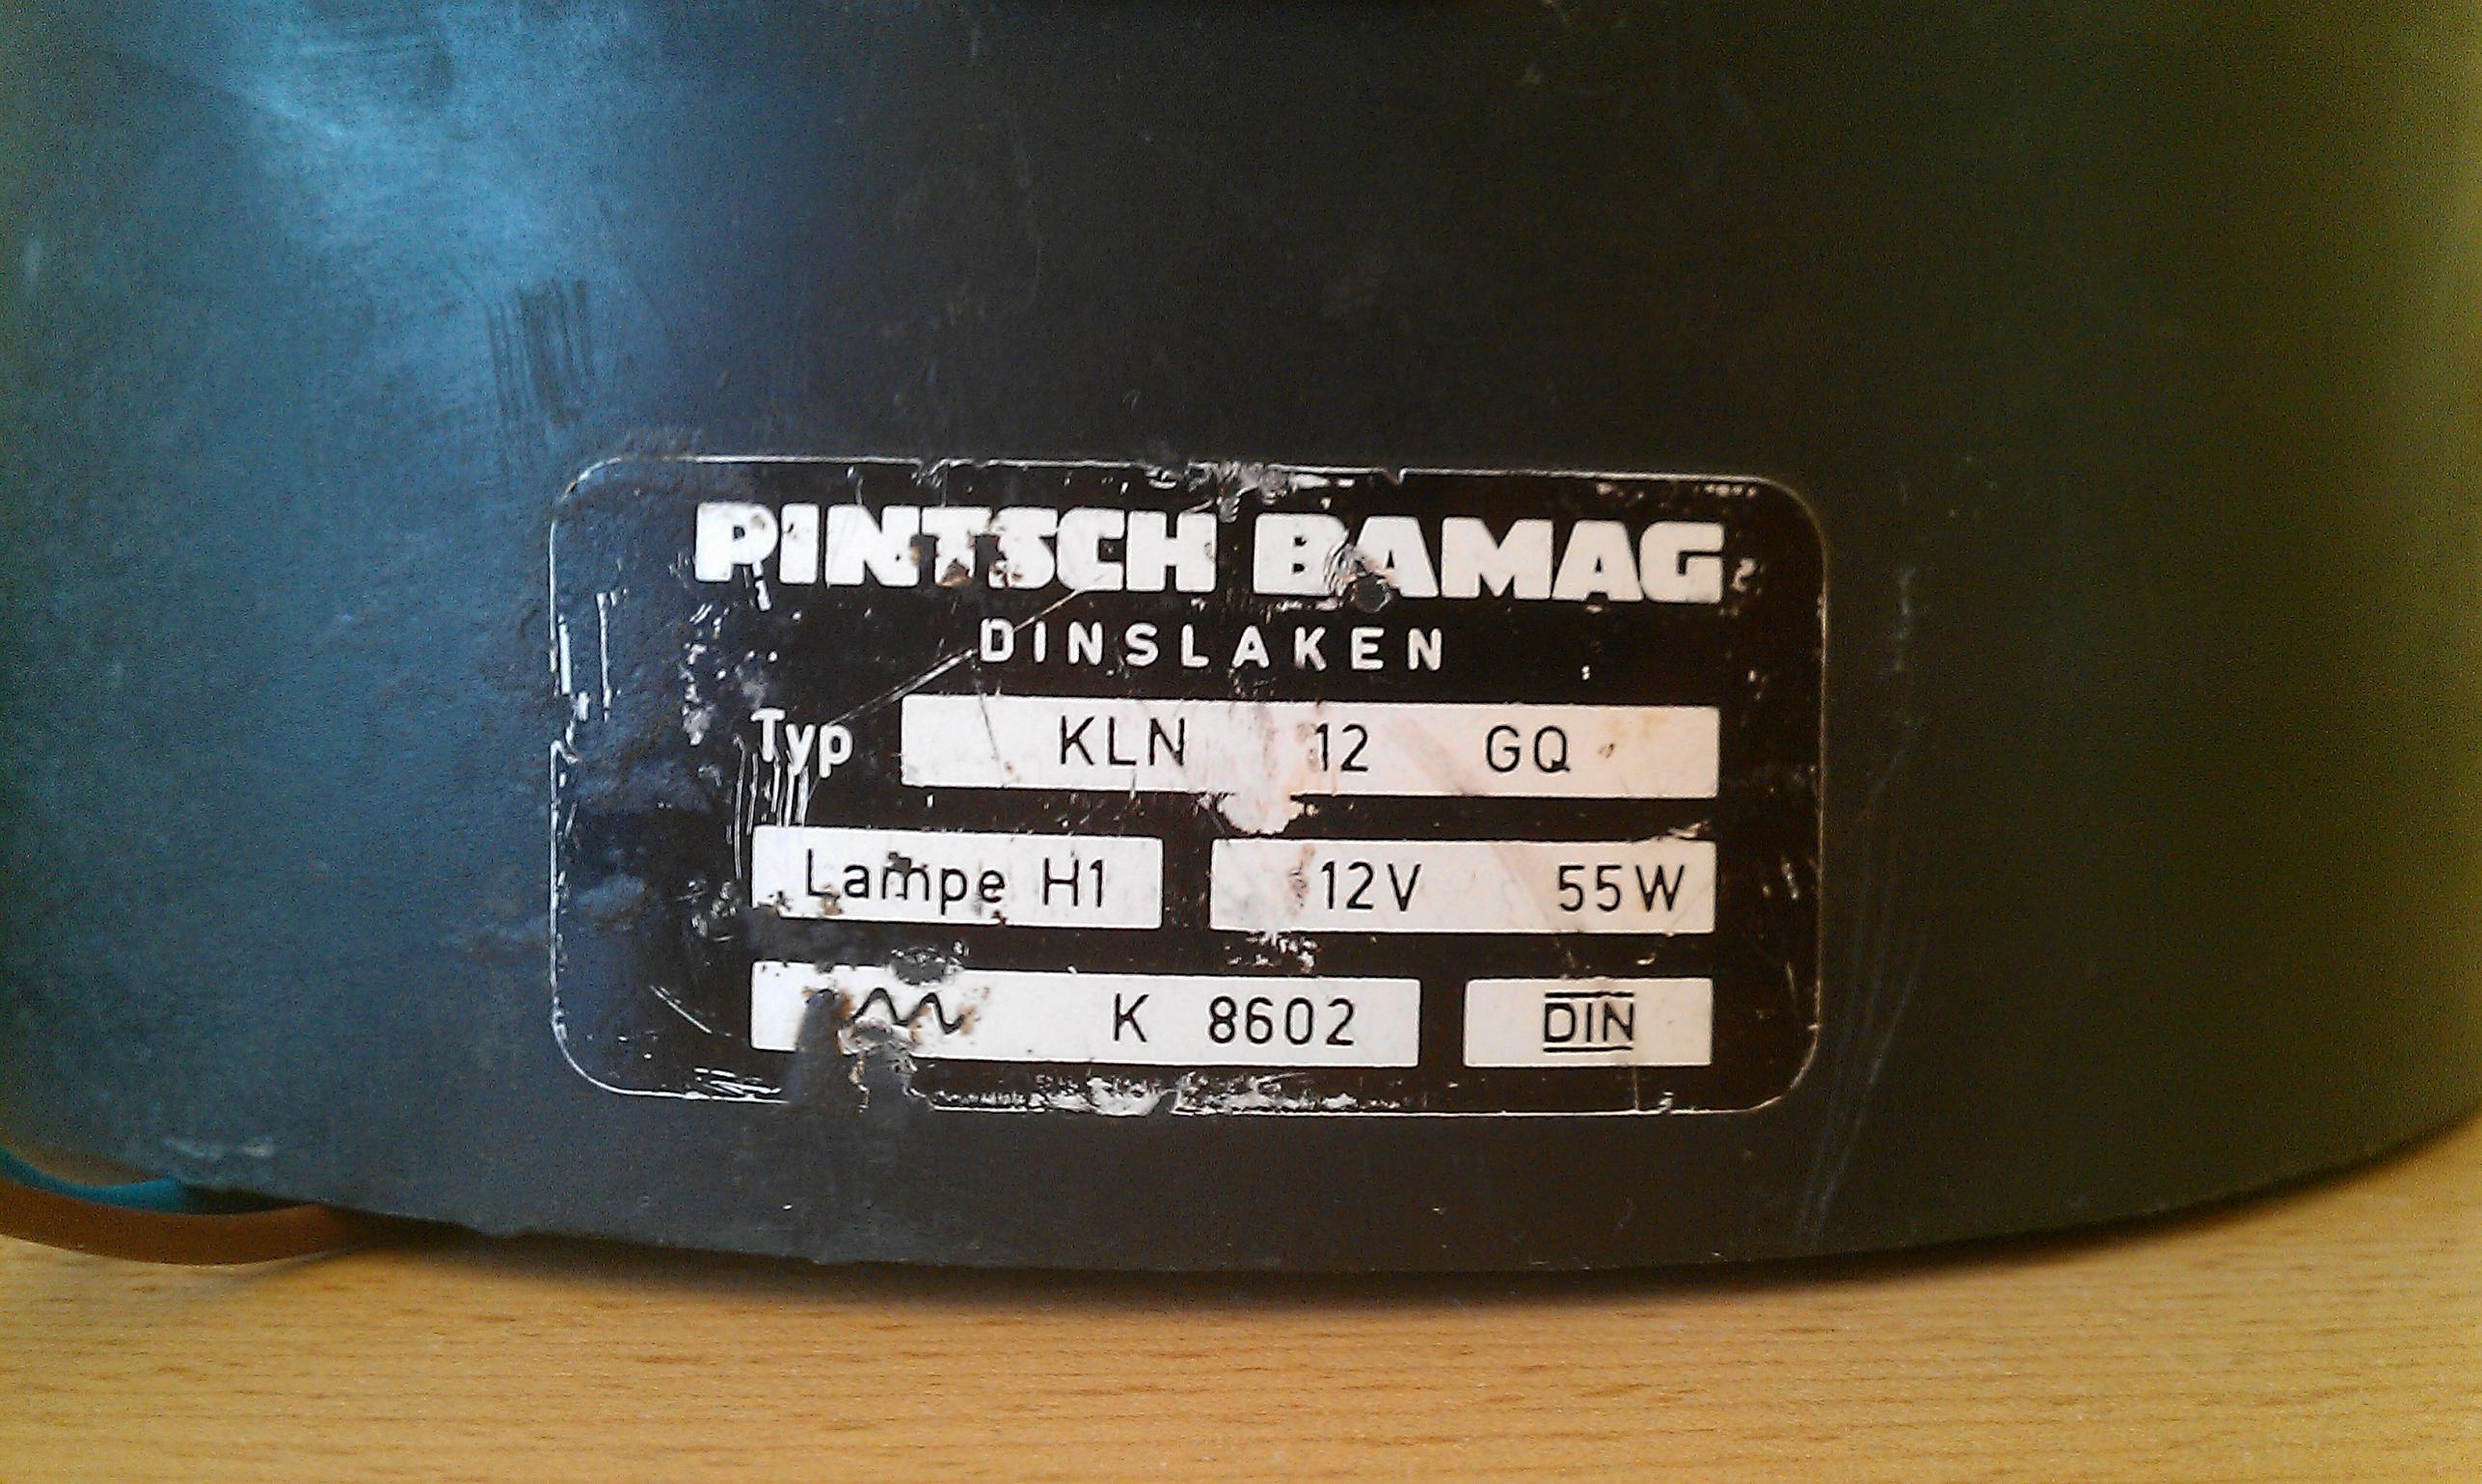 PINTSCH BAMAG
DINSLAKEN
Typ KLN 12 GQ
Lampe H1 12V 55W
K 8602 DIN